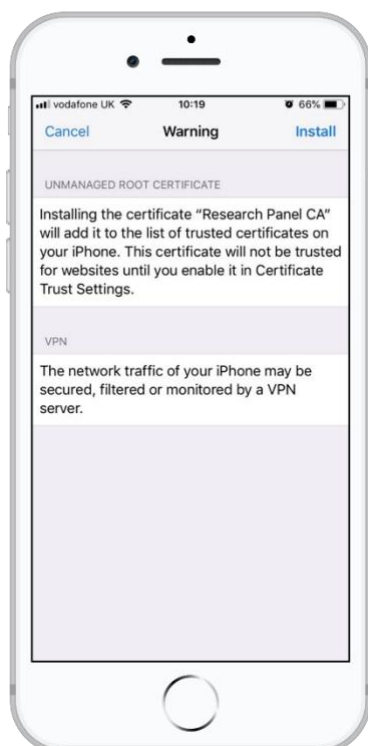 vodafone UK 10:19 66%
Cancel Warning Install
UNMANAGED ROOT CERTIFICATE
Installing the certificate “Research Panel CA”
will add it to the list of trusted certificates on
your iPhone. This certificate will not be trusted
for websites until you enable it in Certificate
Trust Settings.
VPN
The network traffic of your iPhone may be
secured, filtered or monitored by a VPN
server.